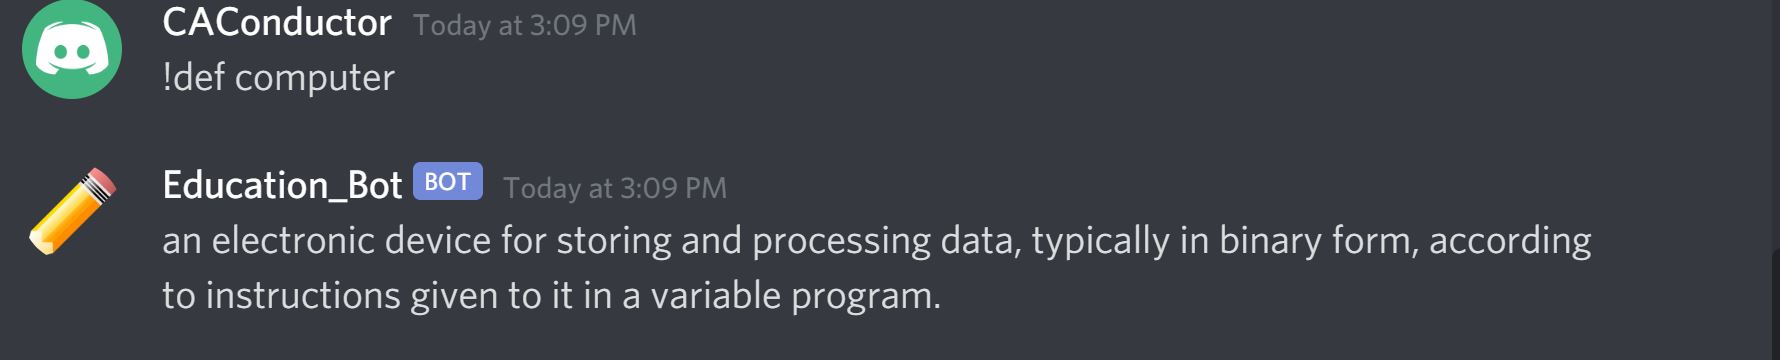 CAConductor Today at 3:09 PM
!def computer
Education_Bot BOT Today at 3:09 PM
an electronic device for storing and processing data, typically in binary form, according
to instructions given to it in a variable program.